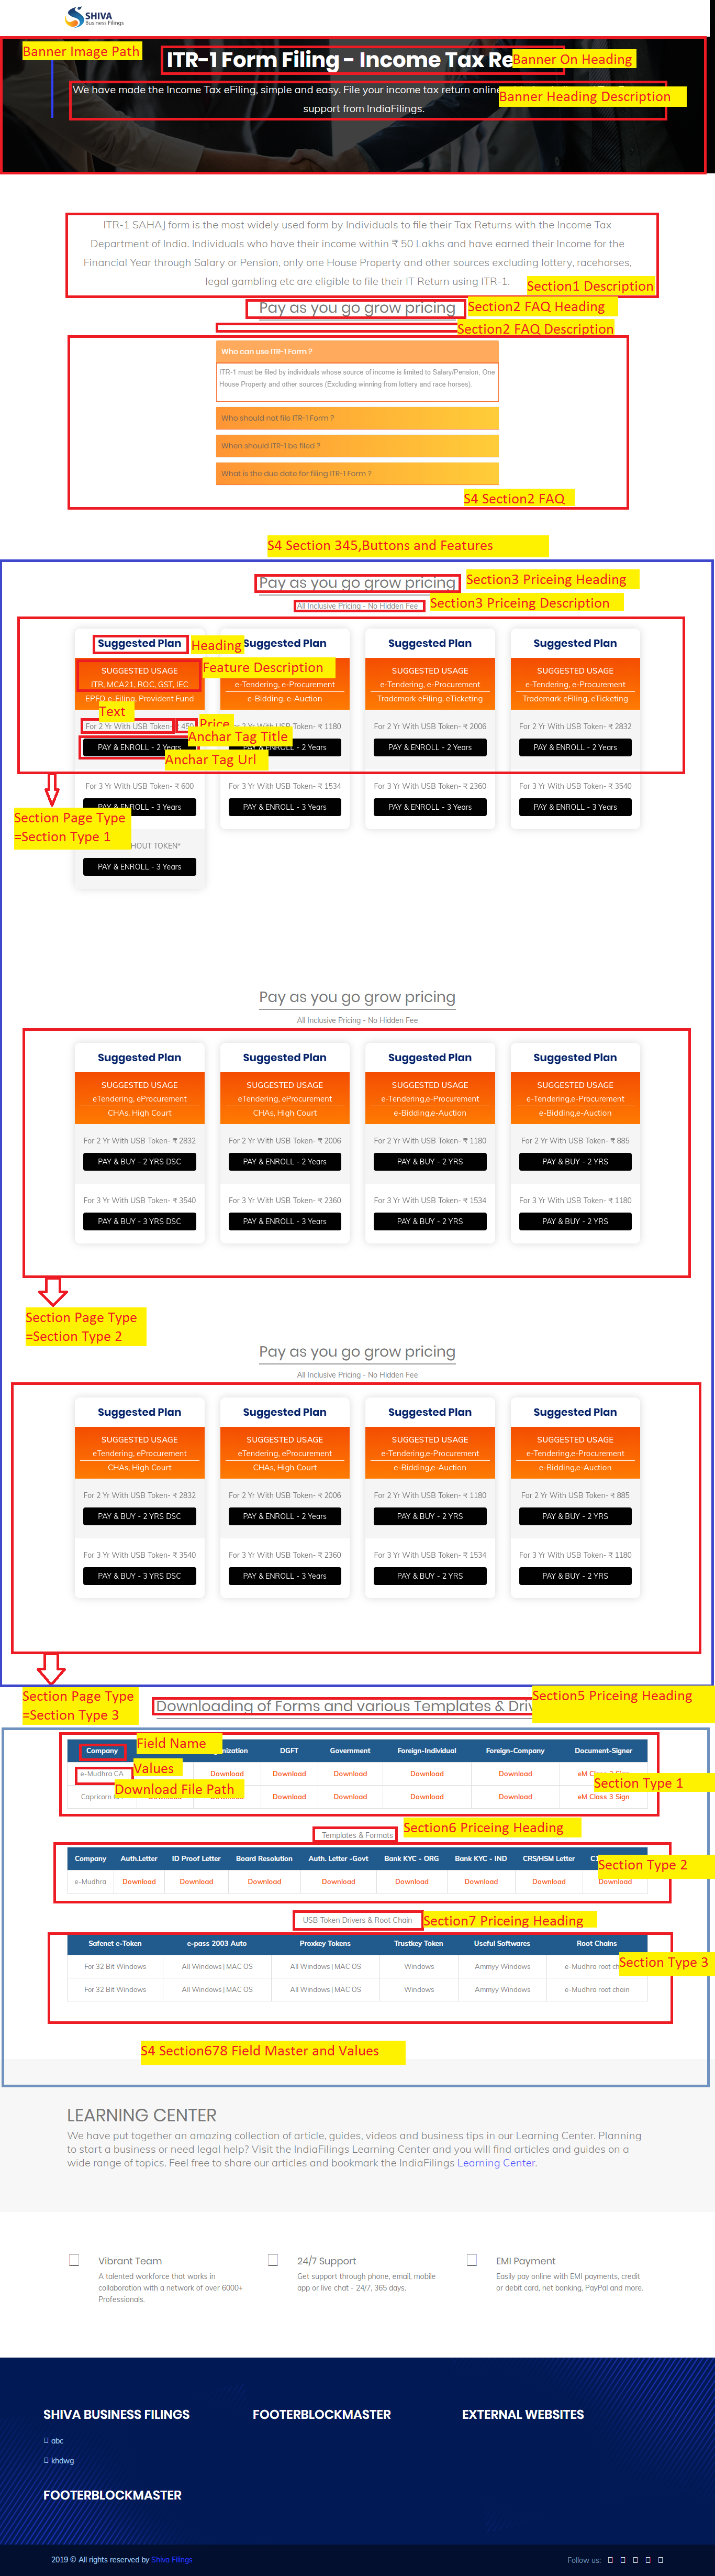 SHIVA
Business Filings
Banner Image Path
ITR-1 Form Filing - Income Tax Re
Banner On Heading
We have made the Income Tax eFiling, simple and easy. File your income tax return online
Banner Heading Description
support from IndiaFilings.
ITR-1 SAHAJ form is the most widely used form by Individuals to file their Tax Returns with the Income Tax
Department of India. Individuals who have their income within ₹ 50 Lakhs and have earned their Income for the
Financial Year through Salary or Pension, only one House Property and other sources excluding lottery, racehorses,
legal gambling etc are eligible to file their IT Return using ITR-1.
Section1 Description
Pay as you go grow pricing
Section2 FAQ Heading
Section2 FAQ Description
Who can use ITR-1 Form ?
ITR-1 must be filed by Individuals whose source of income is limited to Salary/Pension, One
House Property and other sources (Excluding winning from lottery and race horses).
Who should not file ITR-1 Form ?
When should ITR-1 be filed ?
What is the due date for filing ITR-1 Form ?
S4 Section2 FAQ
S4 Section 345,Buttons and Features
Pay as you go grow pricing
Section3 Priceing Heading
All Inclusive Pricing - No Hidden Fee
Section3 Priceing Description
Suggested Plan Heading Suggested Plan Suggested Plan Suggested Plan
SUGGESTED USAGE Feature Description SUGGESTED USAGE SUGGESTED USAGE
ITR, MCA21, ROC, GST, IEC e-Tendering, e-Procurement e-Tendering, e-Procurement e-Tendering, e-Procurement
EPFO e-Filing, Provident Fund e-Bidding, e-Auction Trademark eFiling, eTicketing Trademark eFiling, eTicketing
Text
For 2 Yr With USB Token- 450 Price 2 Yr With USB Token- ₹ 1180 For 2 Yr With USB Token- ₹ 2006 For 2 Yr With USB Token- ₹ 2832
Anchar Tag Title
PAY & ENROLL - 2 Years PAY & ENROLL - 2 Years PAY & ENROLL - 2 Years PAY & ENROLL - 2 Years
Anchar Tag Url
For 3 Yr With USB Token- ₹ 600 For 3 Yr With USB Token- ₹ 1534 For 3 Yr With USB Token- ₹ 2360 For 3 Yr With USB Token- ₹ 3540
ENROLL - 3 Years PAY & ENROLL - 3 Years PAY & ENROLL - 3 Years PAY & ENROLL - 3 Years
Section Page Type
=Section Type 1
HOUT TOKEN*
PAY & ENROLL - 3 Years
Pay as you go grow pricing
All Inclusive Pricing - No Hidden Fee
Suggested Plan Suggested Plan Suggested Plan Suggested Plan
SUGGESTED USAGE SUGGESTED USAGE SUGGESTED USAGE SUGGESTED USAGE
eTendering, eProcurement eTendering, eProcurement e-Tendering,e-Procurement e-Tendering,e-Procurement
CHAs, High Court CHAs, High Court e-Bidding,e-Auction e-Bidding,e-Auction
For 2 Yr With USB Token- ₹ 2832 For 2 Yr With USB Token- ₹ 2006 For 2 Yr With USB Token- ₹ 1180 For 2 Yr With USB Token- ₹ 885
PAY & BUY - 2 YRS DSC PAY & ENROLL - 2 Years PAY & BUY - 2 YRS PAY & BUY - 2 YRS
For 3 Yr With USB Token- ₹ 3540 For 3 Yr With USB Token- ₹ 2360 For 3 Yr With USB Token- ₹ 1534 For 3 Yr With USB Token- ₹ 1180
PAY & BUY - 3 YRS DSC PAY & ENROLL - 3 Years PAY & BUY - 2 YRS PAY & BUY - 2 YRS
Section Page Type
=Section Type 2
Pay as you go grow pricing
All Inclusive Pricing - No Hidden Fee
Suggested Plan Suggested Plan Suggested Plan Suggested Plan
SUGGESTED USAGE SUGGESTED USAGE SUGGESTED USAGE SUGGESTED USAGE
eTendering, eProcurement eTendering, eProcurement e-Tendering,e-Procurement e-Tendering,e-Procurement
CHAs, High Court CHAs, High Court e-Bidding,e-Auction e-Bidding,e-Auction
For 2 Yr With USB Token- ₹ 2832 For 2 Yr With USB Token- ₹ 2006 For 2 Yr With USB Token- ₹ 1180 For 2 Yr With USB Token- ₹ 885
PAY & BUY - 2 YRS DSC PAY & ENROLL - 2 Years PAY & BUY - 2 YRS PAY & BUY - 2 YRS
For 3 Yr With USB Token- ₹ 3540 For 3 Yr With USB Token- ₹ 2360 For 3 Yr With USB Token- ₹ 1534 For 3 Yr With USB Token- ₹ 1180
PAY & BUY - 3 YRS DSC PAY & ENROLL - 3 Years PAY & BUY - 2 YRS PAY & BUY - 2 YRS
Section Page Type
=Section Type 3
Downloading of Forms and various Templates & Driv
Section5 Priceing Heading
Field Name
Company nization DGFT Government Foreign-Individual Foreign-Company Document-Signer
Values
e-Mudhra CA Download Download Download Download Download eM Class 3 Sign
Download File Path
Section Type 1
Capricorn Download Download Download Download eM Class 3 Sign
Section6 Priceing Heading
Templates & Formats
Company Auth.Letter ID Proof Letter Board Resolution Auth. Letter -Govt Bank KYC - ORG Bank KYC - IND CRS/HSM Letter
Section Type 2
e-Mudhra Download Download Download Download Download Download Download Download
USB Token Drivers & Root Chain
Section7 Priceing Heading
Safenet e-Token e-pass 2003 Auto Proxkey Tokens Trustkey Token Useful Softwares Root Chains
Section Type 3
For 32 Bit Windows All Windows | MAC OS All Windows | MAC OS Windows Ammyy Windows e-Mudhra root ch
For 32 Bit Windows All Windows | MAC OS All Windows | MAC OS Windows Ammyy Windows e-Mudhra root chain
S4 Section678 Field Master and Values
LEARNING CENTER
We have put together an amazing collection of article, guides, videos and business tips in our Learning Center. Planning
to start a business or need legal help? Visit the IndiaFilings Learning Center and you will find articles and guides on a
wide range of topics. Feel free to share our articles and bookmark the IndiaFilings Learning Center.
Vibrant Team
A talented workforce that works in
collaboration with a network of over 6000+
Professionals.
24/7 Support
Get support through phone, email, mobile
app or live chat - 24/7, 365 days.
EMI Payment
Easily pay online with EMI payments, credit
or debit card, net banking, PayPal and more.
SHIVA BUSINESS FILINGS
FOOTERBLOCKMASTER
EXTERNAL WEBSITES
abc
khdwg
FOOTERBLOCKMASTER
2019 © All rights reserved by Shiva Filings
Follow us: